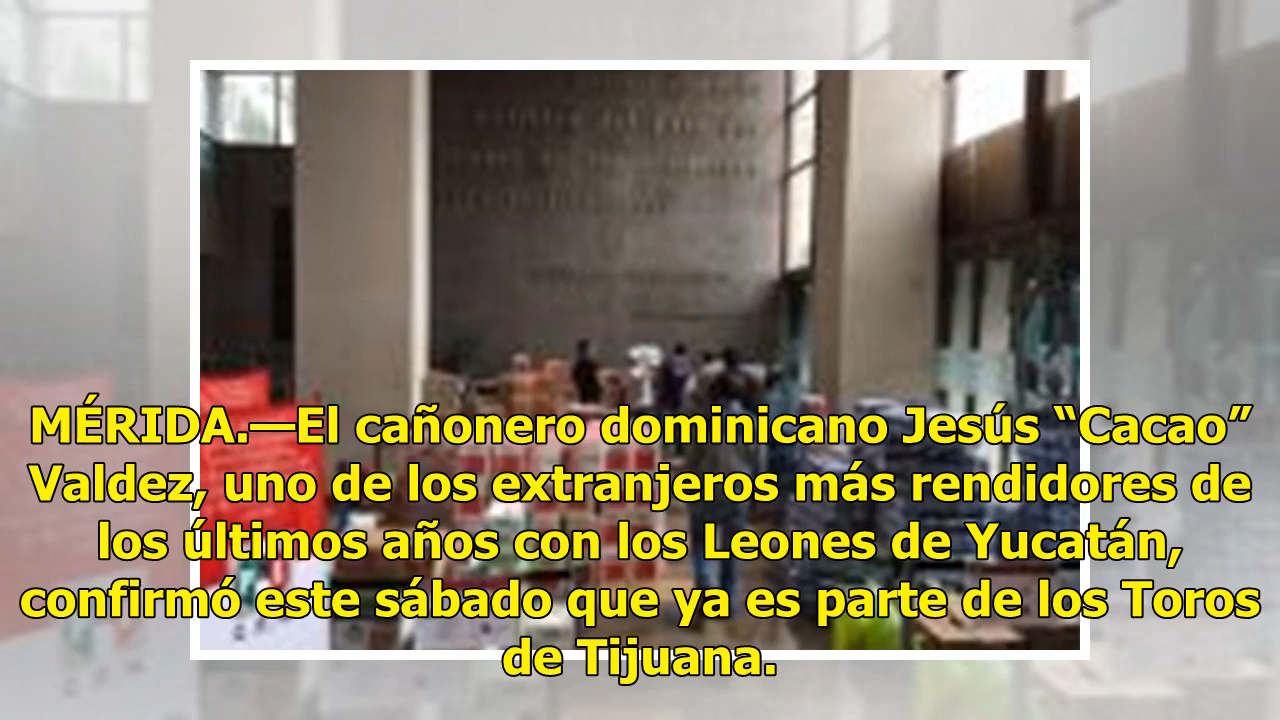 MÉRIDA.—El cañonero dominicano Jesús “Cacao”
Valdez, uno de los extranjeros más rendidores de
los últimos años con los Leones de Yucatán,
confirmó este sábado que ya es parte de los Toros
de Tijuana.